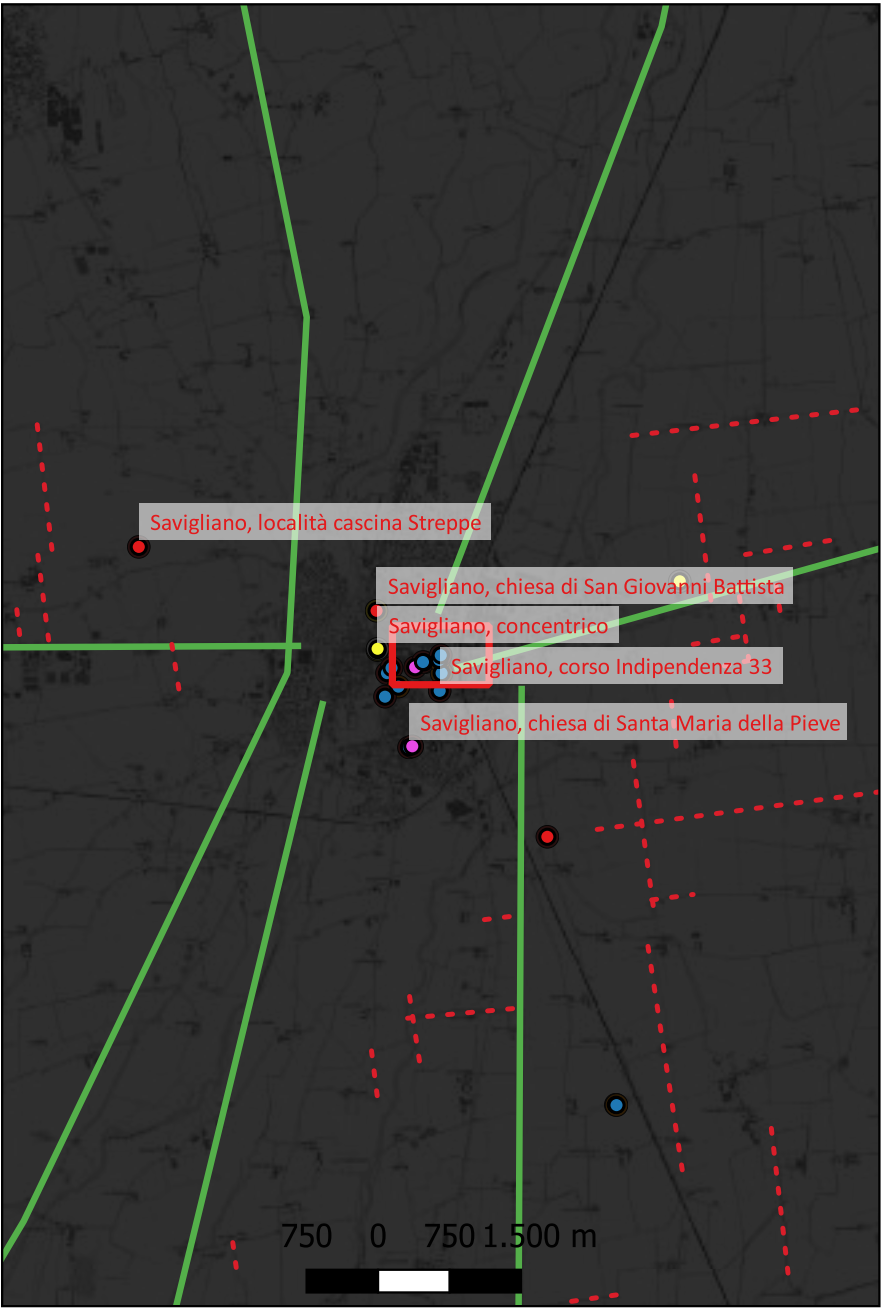 Savigliano, località cascina Streppe
Savigliano, chiesa di San Giovanni Battista
Savigliano, concentrico
Savigliano, corso Indipendenza 33
Savigliano, chiesa di Santa Maria della Pieve
750 0 750 1.500 m